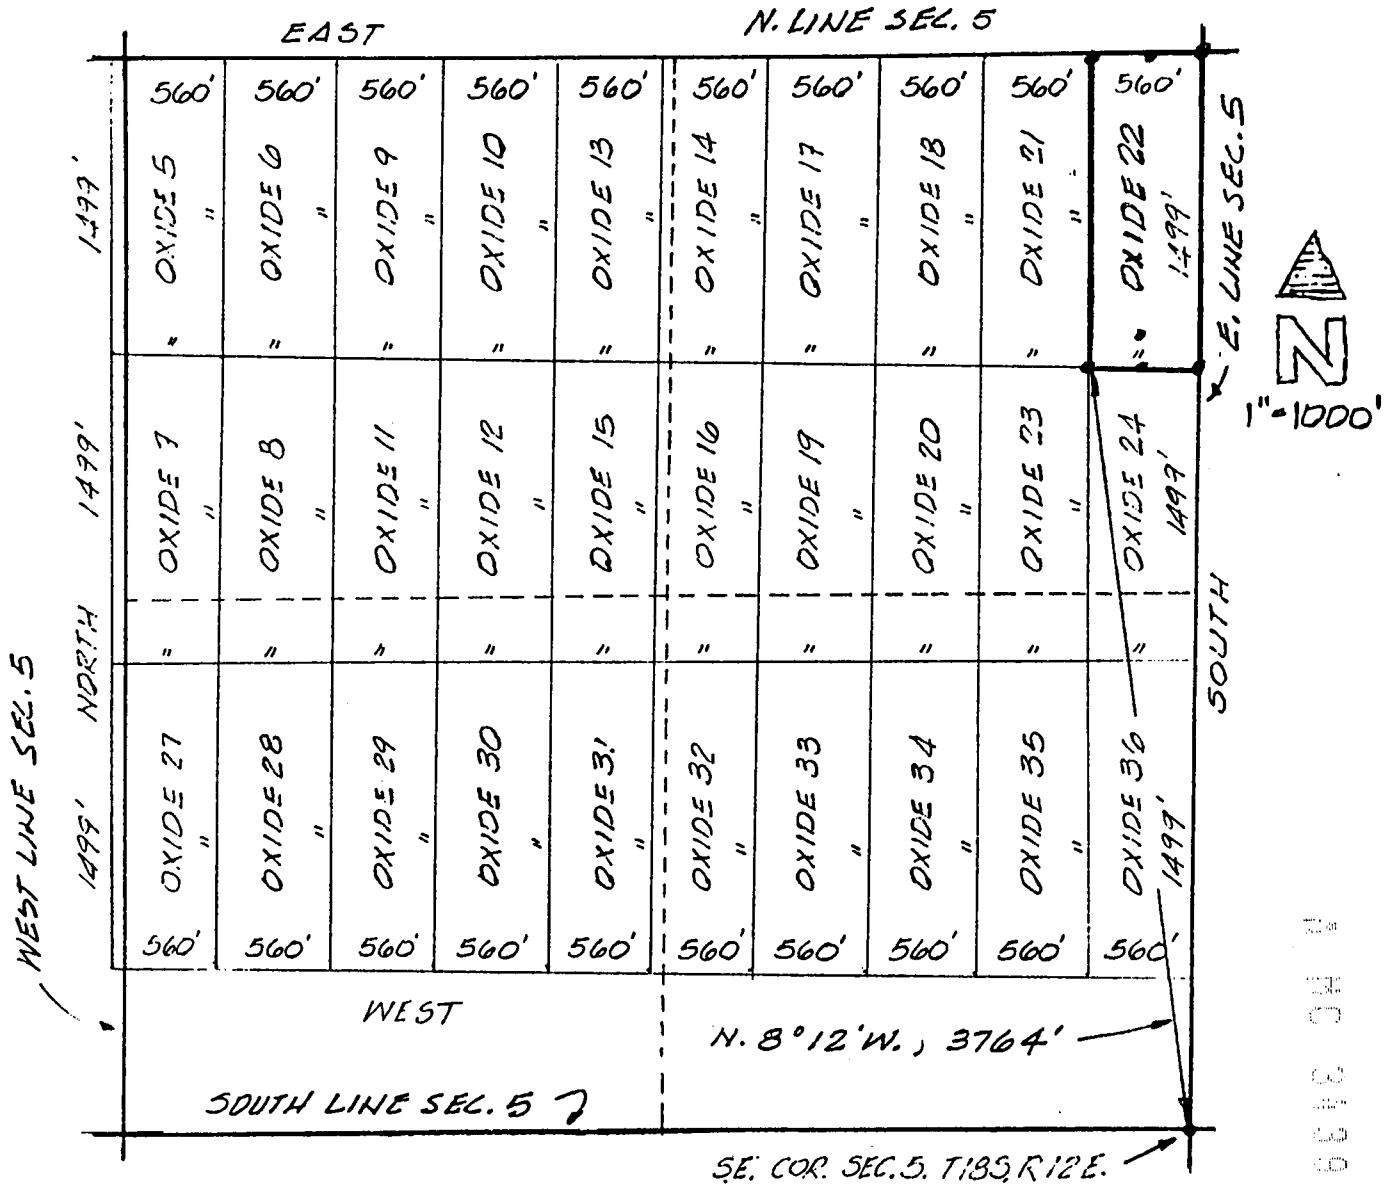 EAST
N. LINE SEC. 5
560' 560' 560' 560' 560' 560' 560' 560' 560' 560'
1499'
OXIDE 5 " "
OXIDE 6 " "
OXIDE 9 " "
OXIDE 10 " "
OXIDE 13 " "
OXIDE 14 " "
OXIDE 17 "
OXIDE 18 " "
OXIDE 21 " "
OXIDE 22 1499' "
E. LINE SEC. 5
N
1"=1000'
1499'
OXIDE 7 " "
OXIDE 8 " "
OXIDE 11 " "
OXIDE 12 " "
OXIDE 15 " "
OXIDE 16 " "
OXIDE 19 " "
OXIDE 20 " "
OXIDE 23 " "
OXIDE 24 1499' "
NORTH
SOUTH
WEST LINE SEC. 5
1499'
OXIDE 27 "
OXIDE 28 "
OXIDE 29 "
OXIDE 30 "
OXIDE 31 "
OXIDE 32 "
OXIDE 33 "
OXIDE 34 "
OXIDE 35 "
OXIDE 36 1499'
560' 560' 560' 560' 560' 560' 560' 560' 560' 560'
WEST
N. 8°12'W., 3764'
SOUTH LINE SEC. 5
S.E. COR. SEC. 5. T18S, R12E.